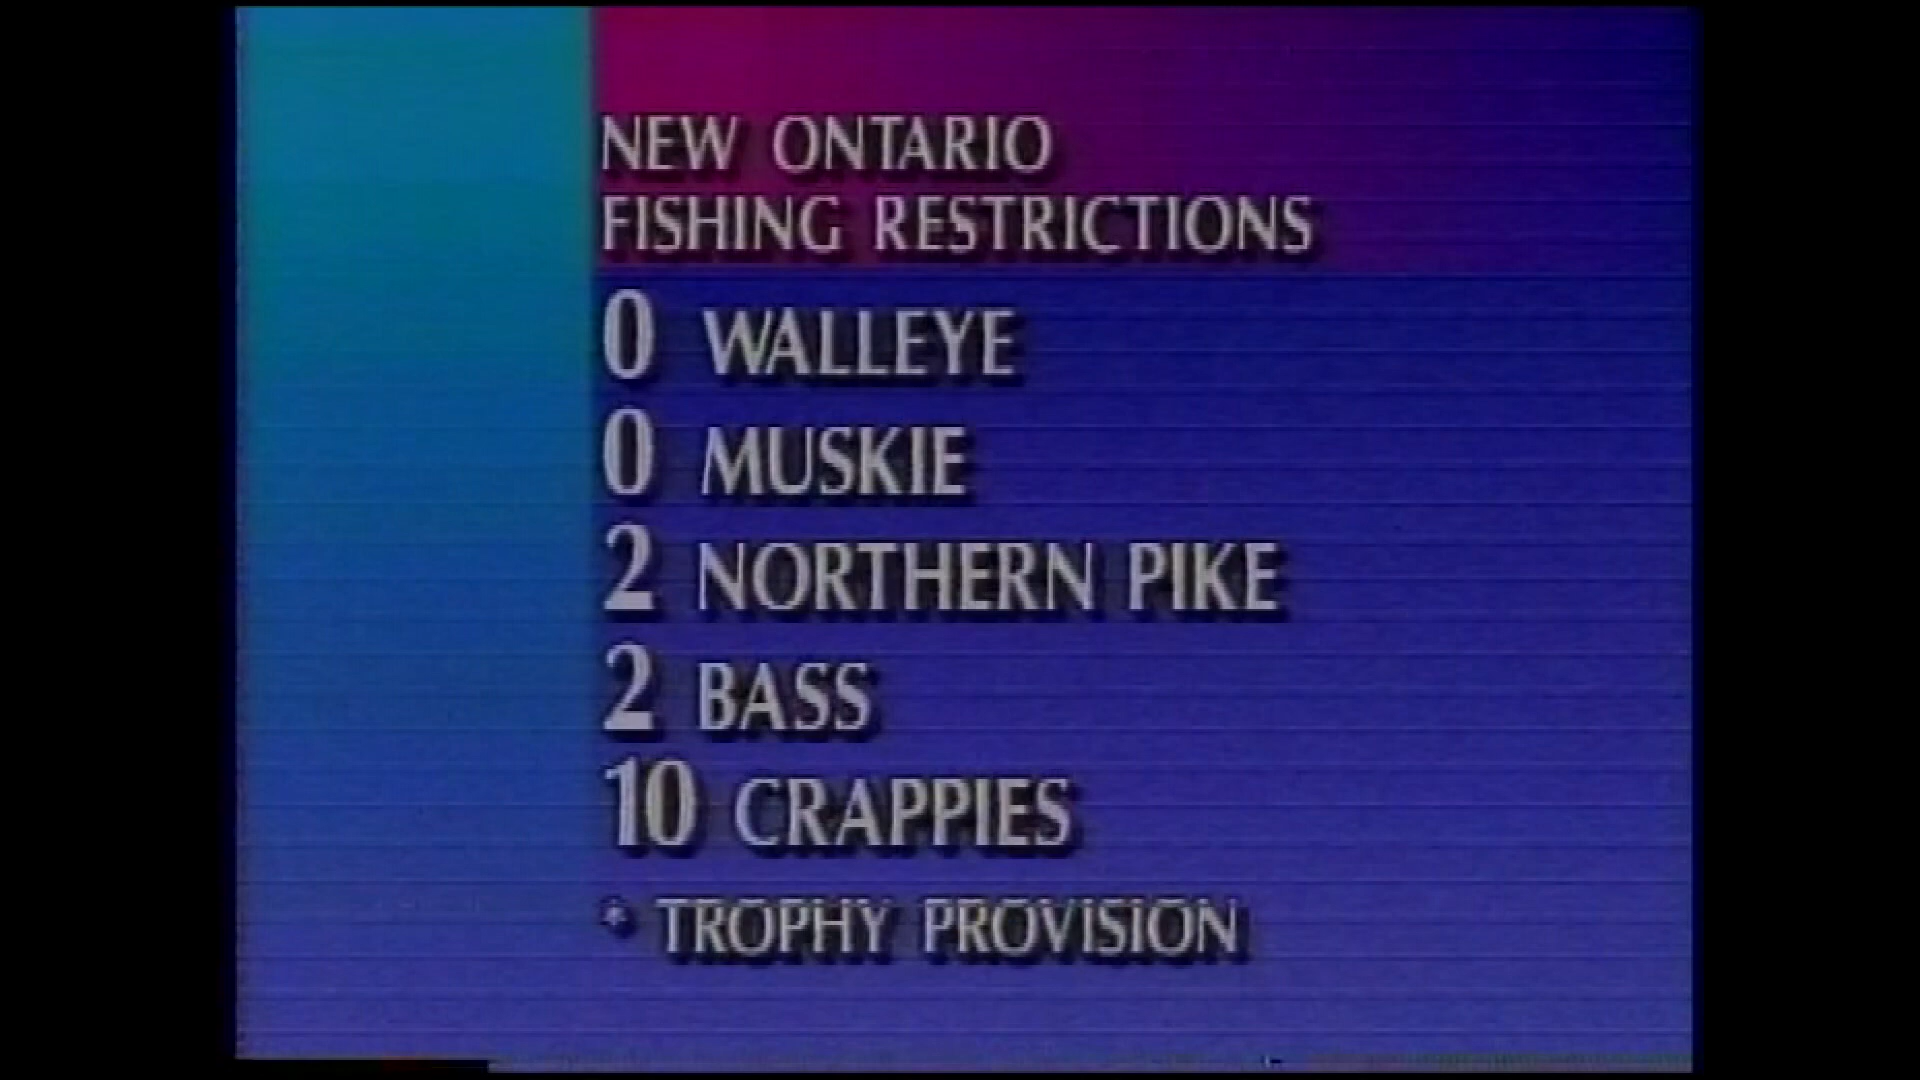 NEW ONTARIO
FISHING RESTRICTIONS
0 WALLEYE
0 MUSKIE
2 NORTHERN PIKE
2 BASS
10 CRAPPIES
* TROPHY PROVISION